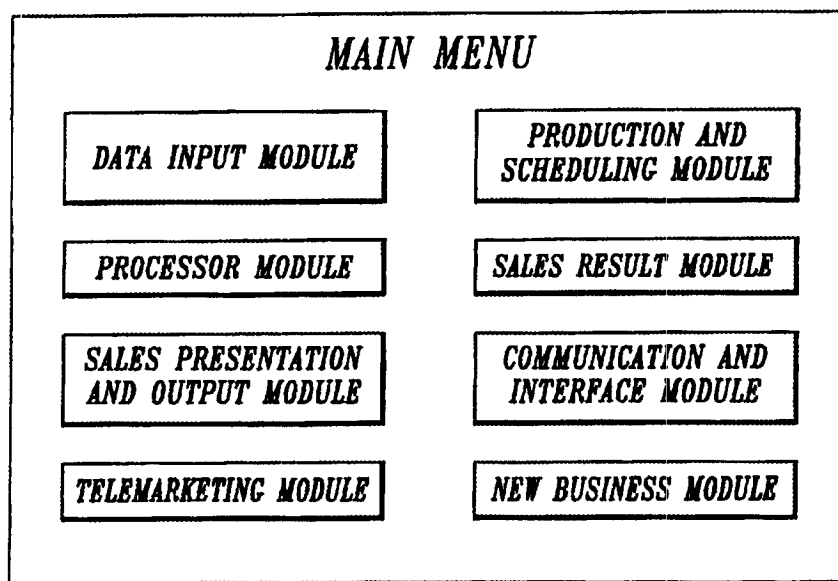 MAIN MENU
DATA INPUT MODULE
PRODUCTION AND
SCHEDULING MODULE
PROCESSOR MODULE
SALES RESULT MODULE
SALES PRESENTATION
AND OUTPUT MODULE
COMMUNICATION AND
INTERFACE MODULE
TELEMARKETING MODULE
NEW BUSINESS MODULE